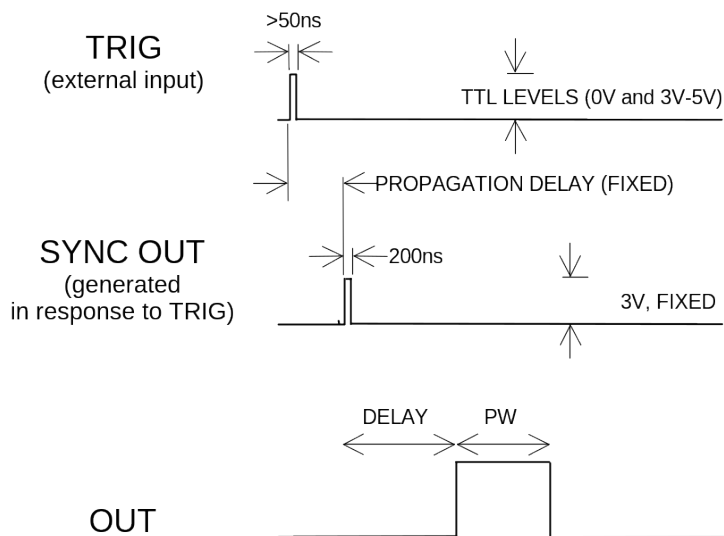 >50ns
TRIG
(external input)
TTL LEVELS (0V and 3V-5V)
PROPAGATION DELAY (FIXED)
SYNC OUT
(generated
in response to TRIG)
200ns
3V, FIXED
DELAY
PW
OUT